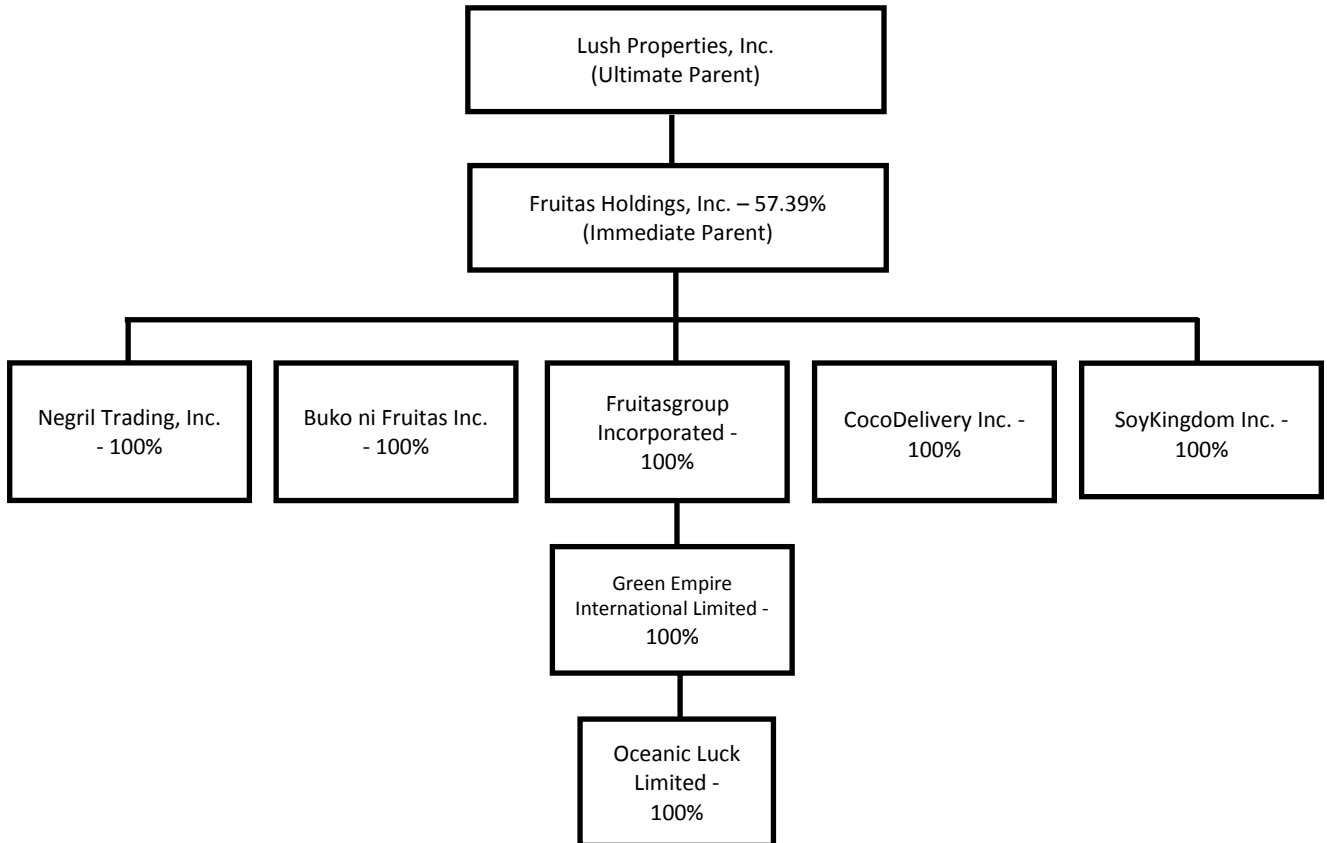 Lush Properties, Inc.
(Ultimate Parent)
Fruitas Holdings, Inc. – 57.39%
(Immediate Parent)
Negril Trading, Inc.
- 100%
Buko ni Fruitas Inc.
- 100%
Fruitasgroup
Incorporated -
100%
CocoDelivery Inc. -
100%
SoyKingdom Inc. -
100%
Green Empire
International Limited -
100%
Oceanic Luck
Limited -
100%